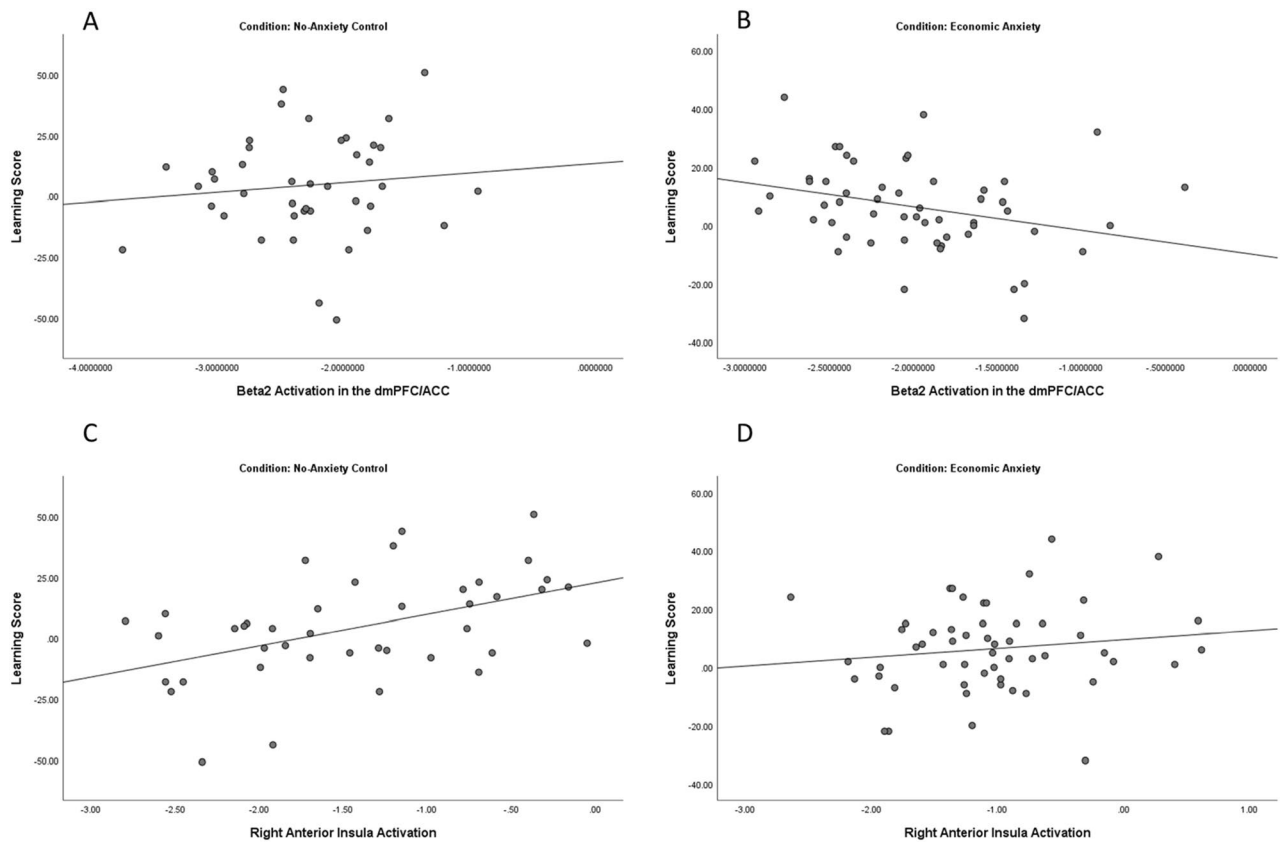 A
Condition: No-Anxiety Control
Learning Score
50.00
25.00
.00
-25.00
-50.00
-4.0000000 -3.0000000 -2.0000000 -1.0000000 .0000000
Beta2 Activation in the dmPFC/ACC
B
Condition: Economic Anxiety
Learning Score
60.00
40.00
20.00
.00
-20.00
-40.00
-3.0000000 -2.5000000 -2.0000000 -1.5000000 -1.0000000 -.5000000 .0000000
Beta2 Activation in the dmPFC/ACC
C
Condition: No-Anxiety Control
Learning Score
50.00
25.00
.00
-25.00
-50.00
-3.00 -2.50 -2.00 -1.50 -1.00 -.50 .00
Right Anterior Insula Activation
D
Condition: Economic Anxiety
Learning Score
60.00
40.00
20.00
.00
-20.00
-40.00
-3.00 -2.00 -1.00 .00 1.00
Right Anterior Insula Activation